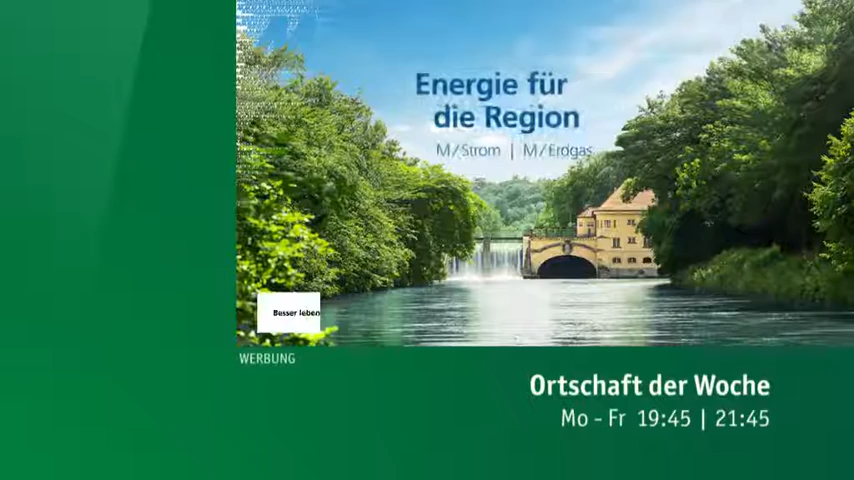 Energie für
die Region
M/Strom | M/Erdgas
Besser leben
WERBUNG
Ortschaft der Woche
Mo - Fr 19:45 | 21:45